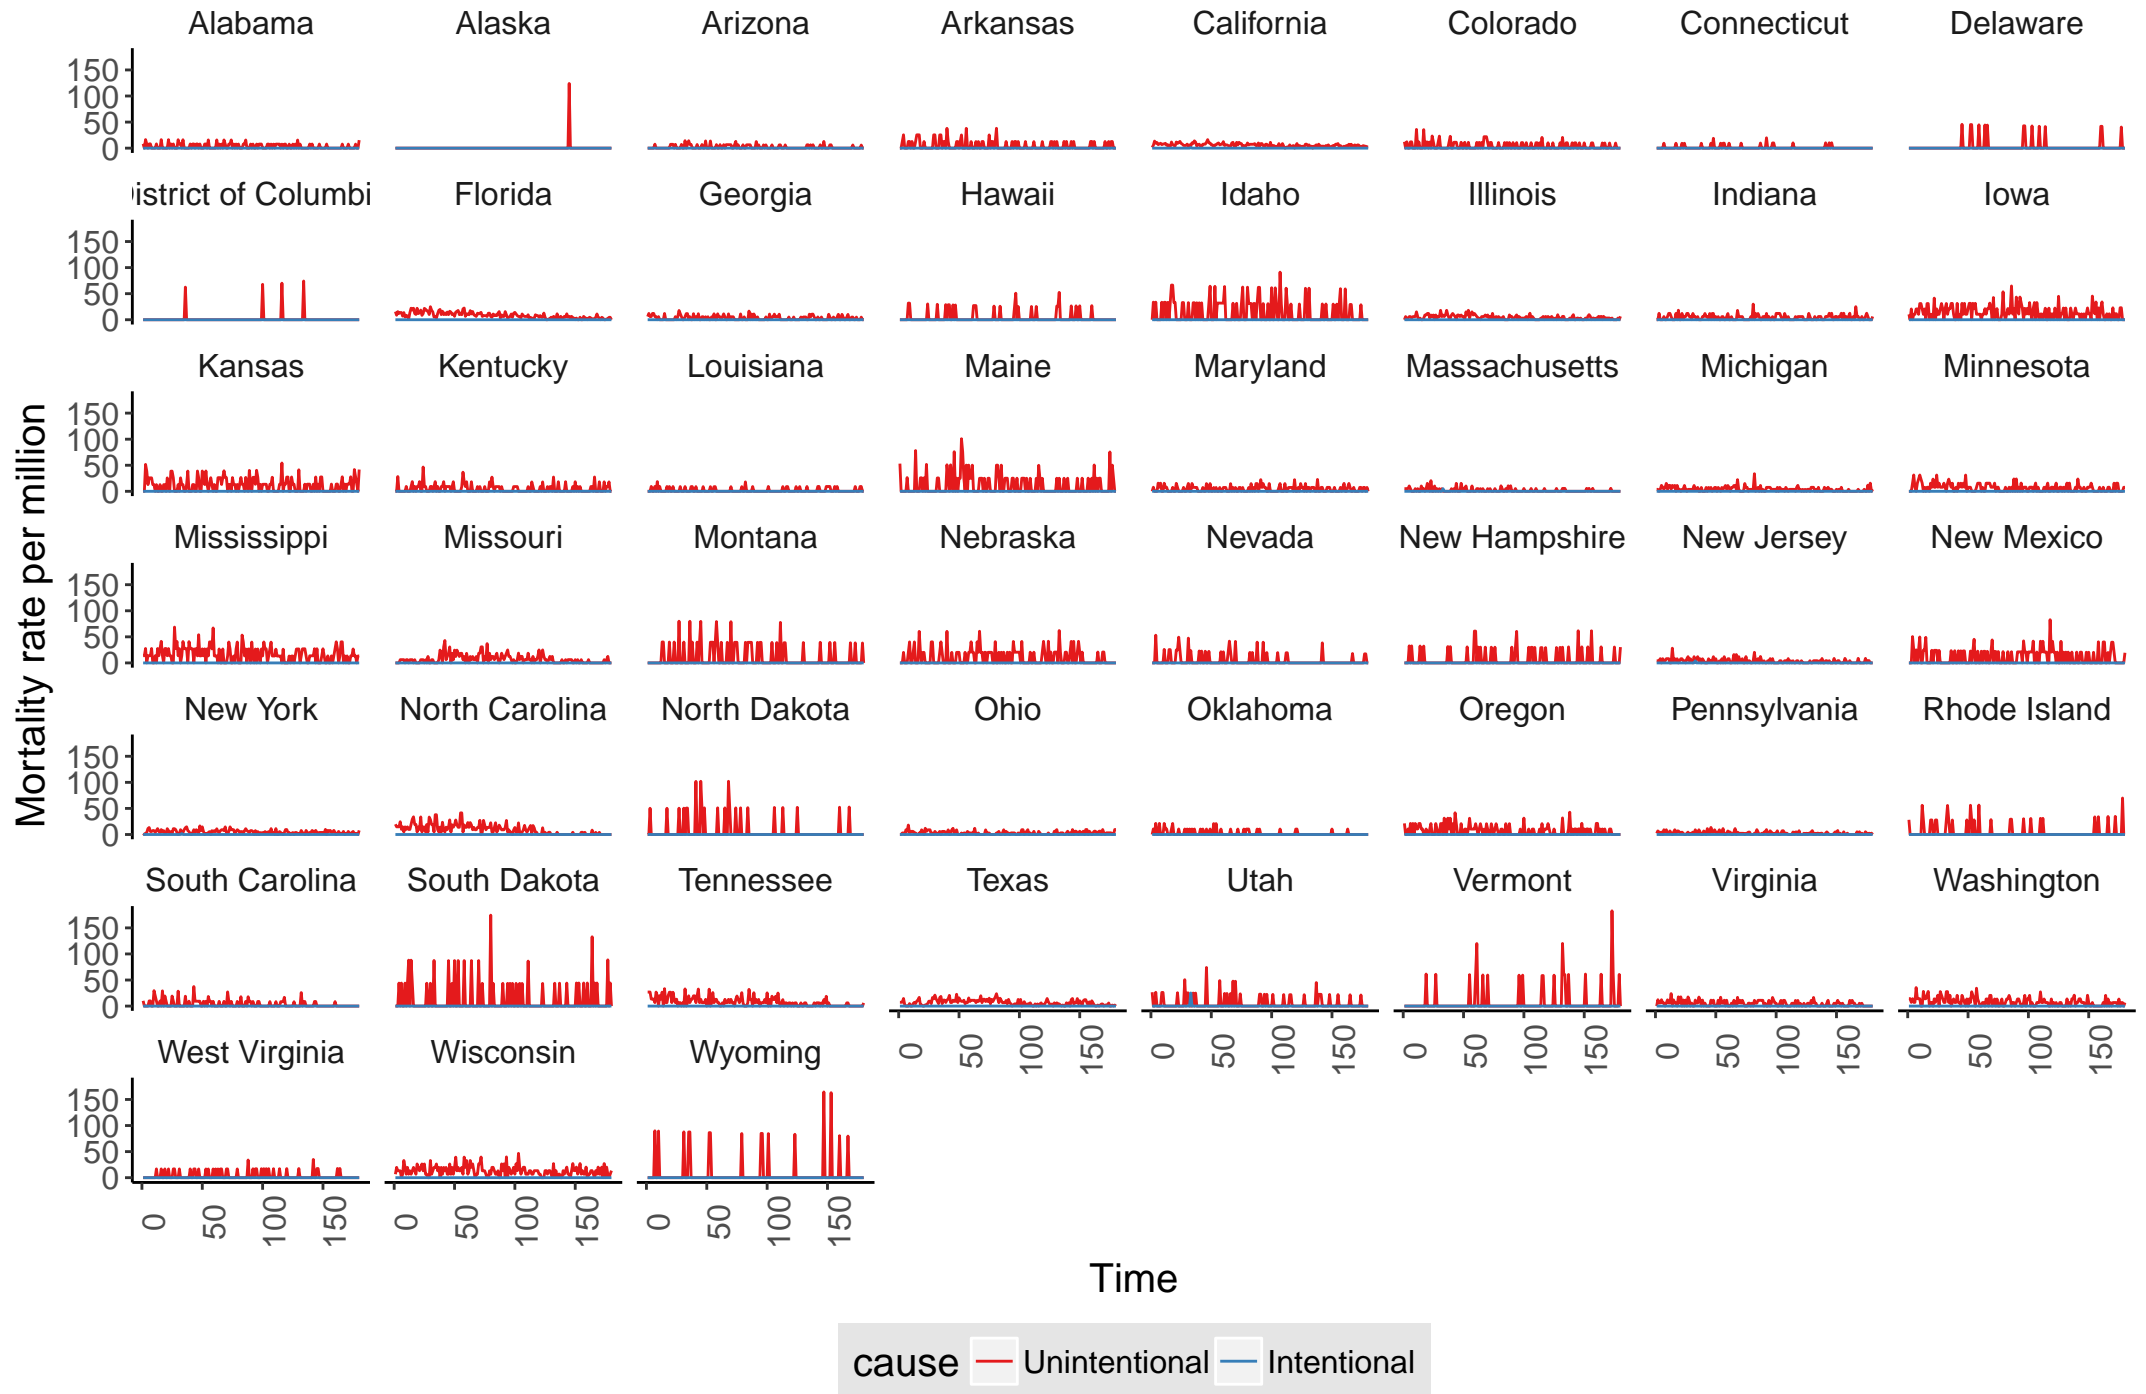 Alabama Alaska Arizona Arkansas California Colorado Connecticut Delaware
150
100
50
0
istrict of Columbi Florida Georgia Hawaii Idaho Illinois Indiana Iowa
150
100
50
0
Kansas Kentucky Louisiana Maine Maryland Massachusetts Michigan Minnesota
150
100
50
0
Mississippi Missouri Montana Nebraska Nevada New Hampshire New Jersey New Mexico
150
100
50
0
New York North Carolina North Dakota Ohio Oklahoma Oregon Pennsylvania Rhode Island
150
100
50
0
South Carolina South Dakota Tennessee Texas Utah Vermont Virginia Washington
150
100
50
0
0 50 100 150 0 50 100 150 0 50 100 150 0 50 100 150 0 50 100 150
West Virginia Wisconsin Wyoming
150
100
50
0
0 50 100 150 0 50 100 150 0 50 100 150
Mortality rate per million
Time
cause Unintentional Intentional